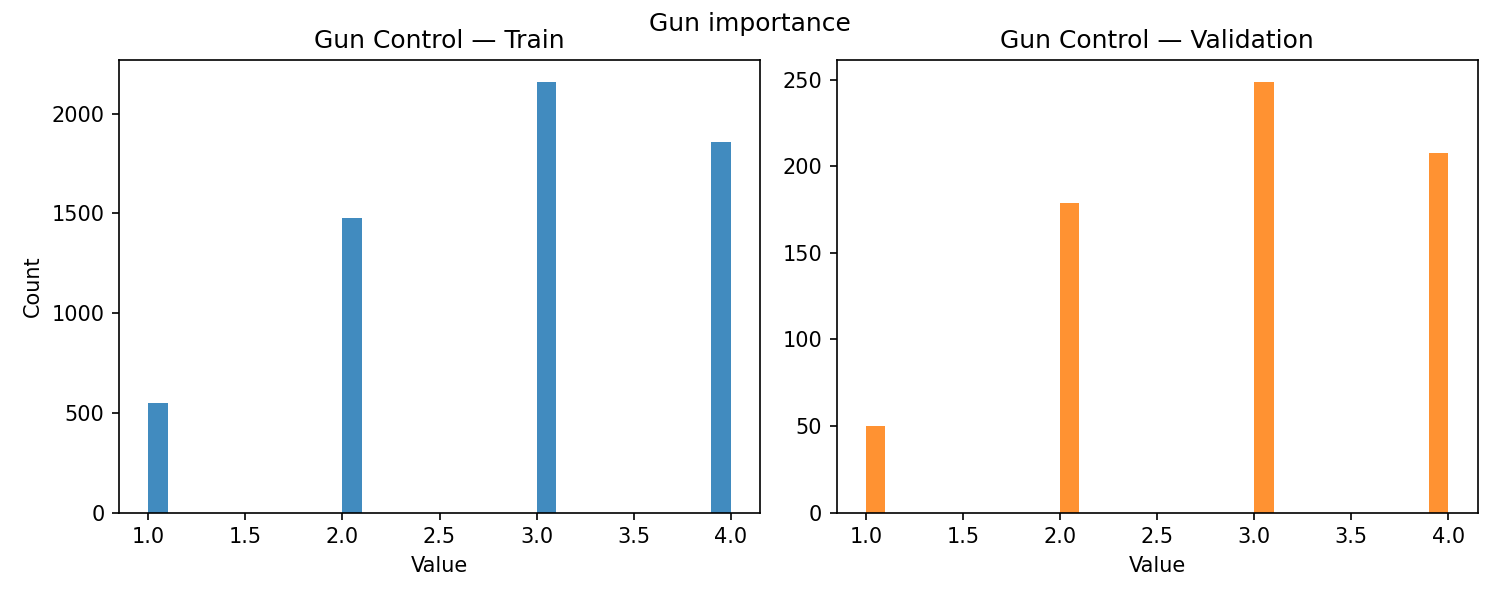 Gun importance
Gun Control — Train
Count
2000
1500
1000
500
0
1.0 1.5 2.0 2.5 3.0 3.5 4.0
Value
Gun Control — Validation
250
200
150
100
50
0
1.0 1.5 2.0 2.5 3.0 3.5 4.0
Value